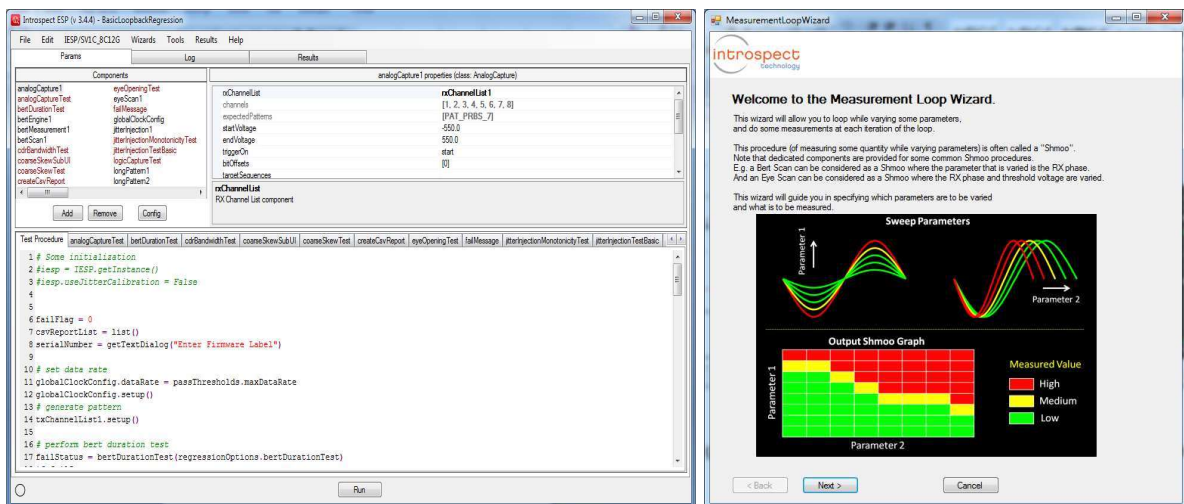 Introspect ESP (v 3.4.4) - BasicLoopbackRegression
File Edit IESP/SV1C_8C12G Wizards Tools Results Help
Params Log Results
Components
analogCapture1 eyeOpeningTest
analogCaptureTest eyeScan1
bertDurationTest failMessage
bertEngine1 globalClockConfig
bertMeasurement1 jitterInjection1
bertScan1 jitterInjectionMonotonicityTest
cdrBandwidthTest jitterInjectionTestBasic
coarseSkewSubUI logicCaptureTest
coarseSkewTest longPattern1
createCsvReport longPattern2
Add Remove Config
analogCapture1 properties (class: AnalogCapture)
rxChannelList rxChannelList1
channels [1, 2, 3, 4, 5, 6, 7, 8]
expectedPatterns [PAT_PRBS_7]
startVoltage -550.0
endVoltage 550.0
triggerOn start
bitOffsets [0]
targetSequences
rxChannelList
RX Channel List component
Test Procedure analogCaptureTest bertDurationTest cdrBandwidthTest coarseSkewSubUI coarseSkewTest createCsvReport eyeOpeningTest failMessage jitterInjectionMonotonicityTest jitterInjectionTestBasic
1 # Some initialization
2 #iesp = IESP.getInstance()
3 #iesp.useJitterCalibration = False
4
5
6 failFlag = 0
7 csvReportList = list()
8 serialNumber = getTextDialog("Enter Firmware Label")
9
10 # set data rate
11 globalClockConfig.dataRate = passThresholds.maxDataRate
12 globalClockConfig.setup()
13 # generate pattern
14 txChannelList1.setup()
15
16 # perform bert duration test
17 failStatus = bertDurationTest(regressionOptions.bertDurationTest)
Run
MeasurementLoopWizard
introspect
technology
Welcome to the Measurement Loop Wizard.
This wizard will allow you to loop while varying some parameters,
and do some measurements at each iteration of the loop.
This procedure (of measuring some quantity while varying parameters) is often called a "Shmoo".
Note that dedicated components are provided for some common Shmoo procedures.
E.g. a Bert Scan can be considered as a Shmoo where the parameter that is varied is the RX phase.
And an Eye Scan can be considered as a Shmoo where the RX phase and threshold voltage are varied.
This wizard will guide you in specifying which parameters are to be varied
and what is to be measured.
Sweep Parameters
Parameter 1
Parameter 2
Output Shmoo Graph
Parameter 1
Parameter 2
Measured Value
High
Medium
Low
< Back Next > Cancel